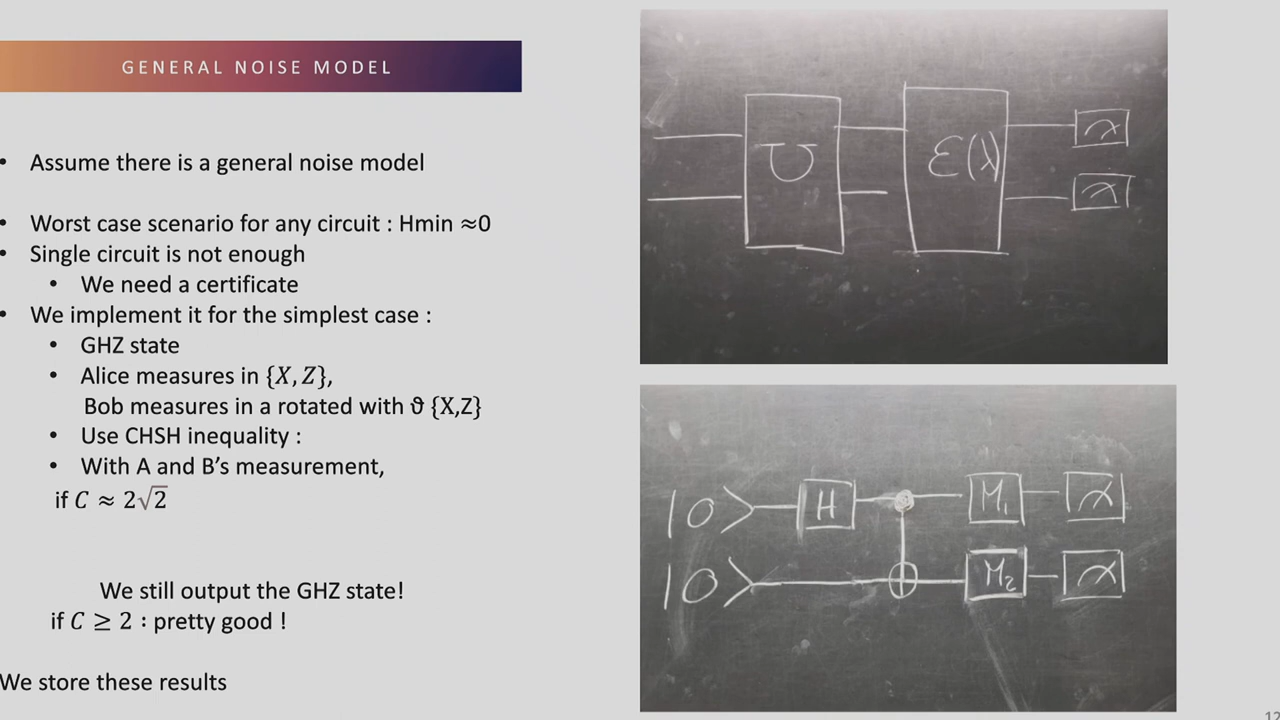 GENERAL NOISE MODEL
• Assume there is a general noise model
• Worst case scenario for any circuit : Hmin ≈0
• Single circuit is not enough
• We need a certificate
• We implement it for the simplest case :
• GHZ state
• Alice measures in {X, Z},
Bob measures in a rotated with ϑ {X,Z}
• Use CHSH inequality :
• With A and B's measurement,
if C ≈ 2√2
We still output the GHZ state!
if C ≥ 2 : pretty good !
We store these results
U ℰ(λ)
|0> H M₁
|0> M₂
12